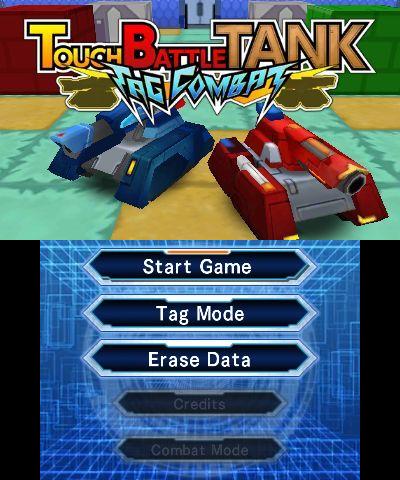 TOUCH BATTLE TANK
TAG COMBAT
Start Game
Tag Mode
Erase Data
Credits
Combat Mode